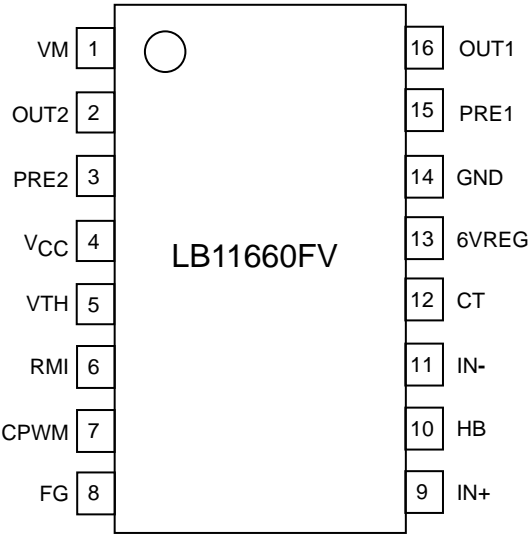 VM 1 16 OUT1
OUT2 2 15 PRE1
PRE2 3 14 GND
VCC 4 13 6VREG
LB11660FV
VTH 5 12 CT
RMI 6 11 IN-
CPWM 7 10 HB
FG 8 9 IN+